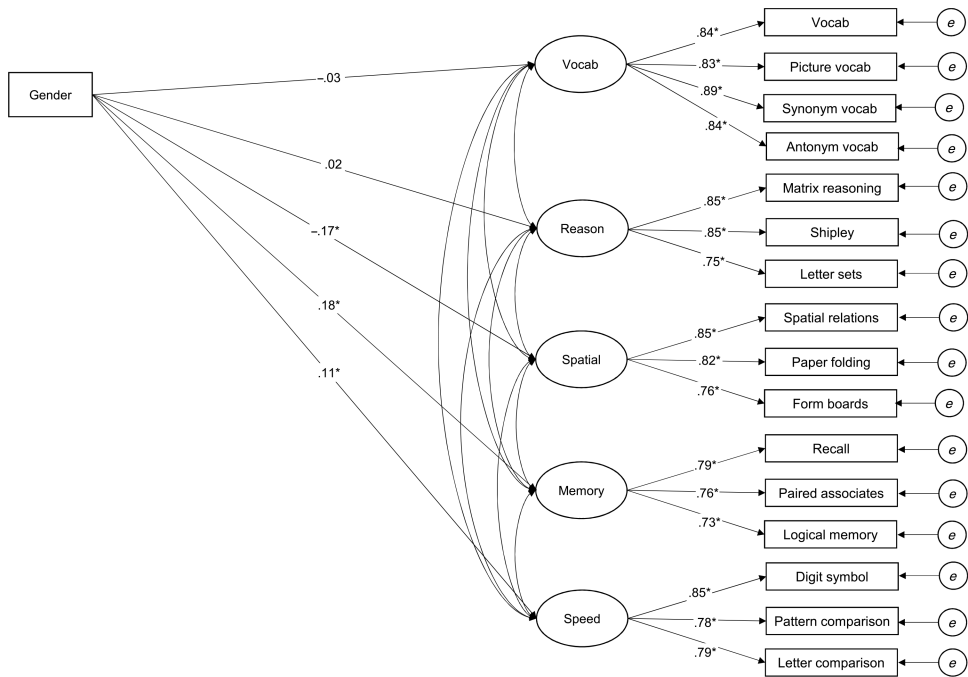 Gender
–.03
.02
–.17*
.18*
.11*
Vocab
.84*
Vocab
e
.83*
Picture vocab
e
.89*
Synonym vocab
e
.84*
Antonym vocab
e
Reason
.85*
Matrix reasoning
e
.85*
Shipley
e
.75*
Letter sets
e
Spatial
.85*
Spatial relations
e
.82*
Paper folding
e
.76*
Form boards
e
Memory
.79*
Recall
e
.76*
Paired associates
e
.73*
Logical memory
e
Speed
.85*
Digit symbol
e
.78*
Pattern comparison
e
.79*
Letter comparison
e